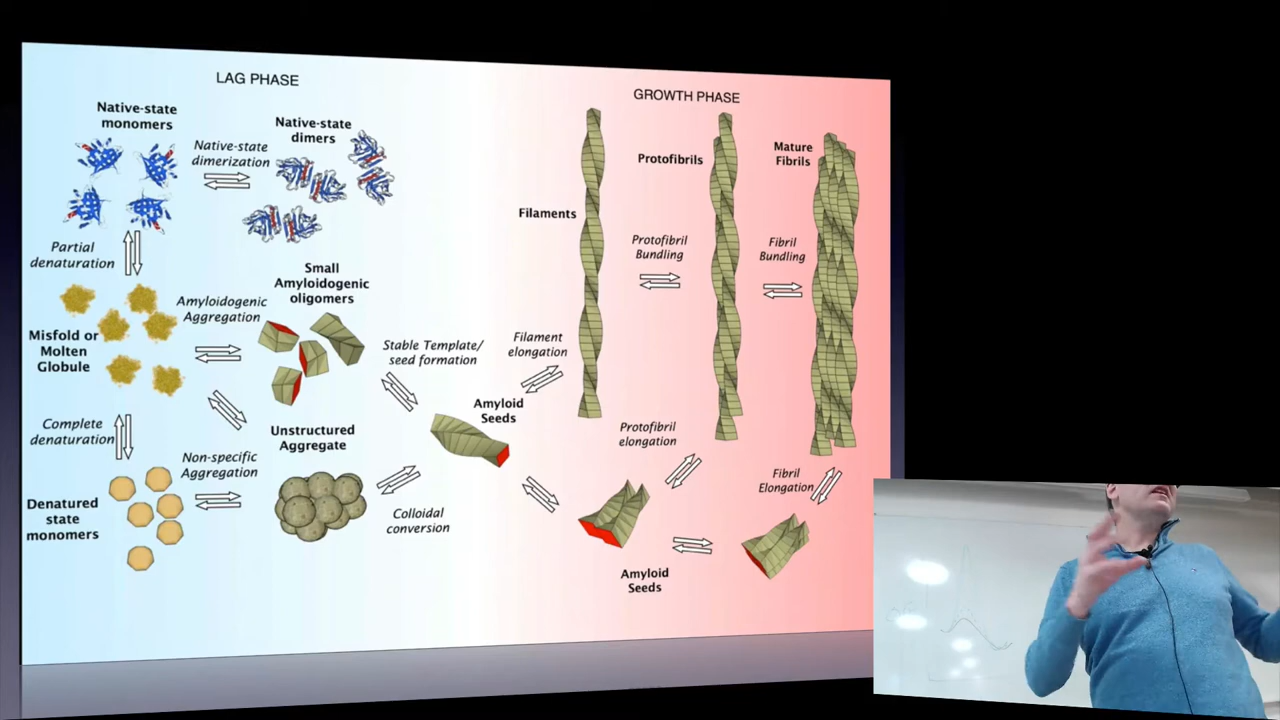 LAG PHASE
GROWTH PHASE
Native-state
monomers
Native-state
dimerization
Native-state
dimers
Partial
denaturation
Small
Amyloidogenic
oligomers
Amyloidogenic
Aggregation
Misfold or
Molten
Globule
Stable Template/
seed formation
Complete
denaturation
Non-specific
Aggregation
Unstructured
Aggregate
Denatured
state
monomers
Colloidal
conversion
Amyloid
Seeds
Filament
elongation
Filaments
Protofibril
Bundling
Protofibrils
Fibril
Bundling
Mature
Fibrils
Protofibril
elongation
Fibril
Elongation
Amyloid
Seeds